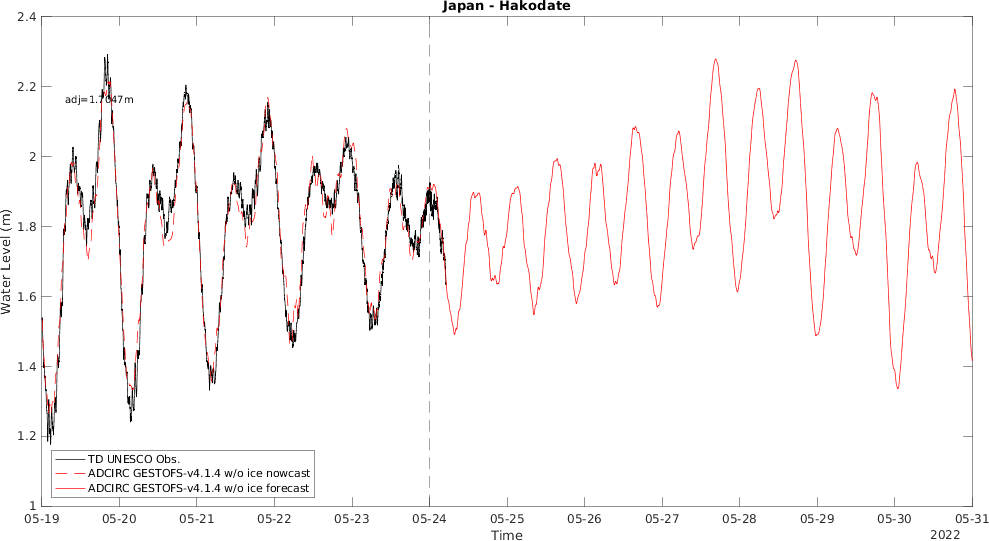 Japan - Hakodate
2.4
2.2
2
1.8
1.6
1.4
1.2
1
Water Level (m)
adj=1.7047m
TD UNESCO Obs.
ADCIRC GESTOFS-v4.1.4 w/o ice nowcast
ADCIRC GESTOFS-v4.1.4 w/o ice forecast
05-19 05-20 05-21 05-22 05-23 05-24 05-25 05-26 05-27 05-28 05-29 05-30 05-31
Time
2022